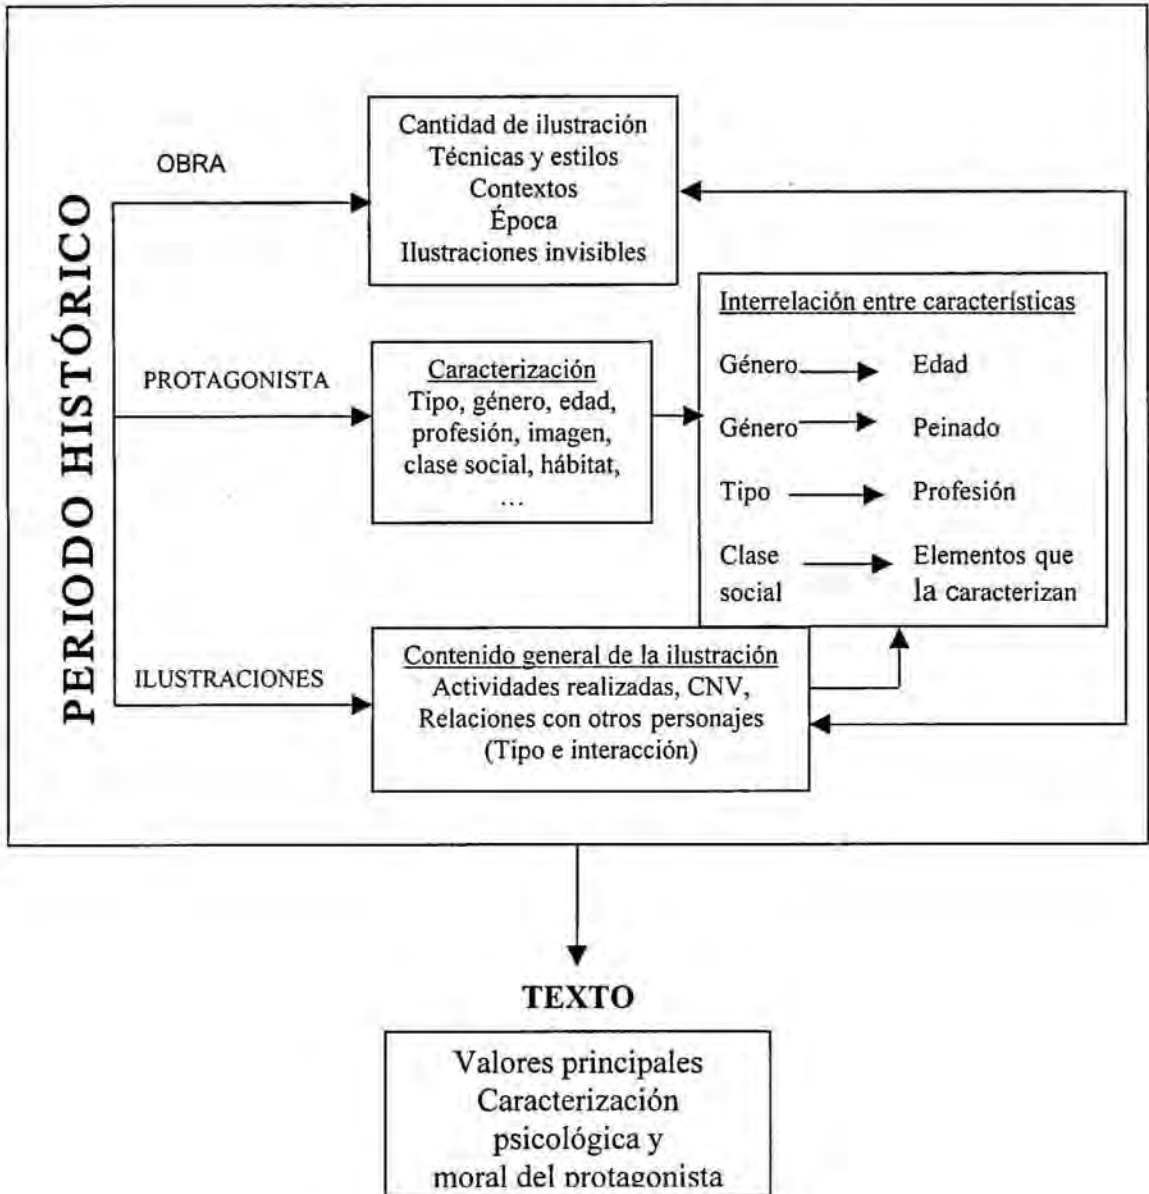 PERIODO HISTÓRICO
OBRA
Cantidad de ilustración
Técnicas y estilos
Contextos
Época
Ilustraciones invisibles
PROTAGONISTA
Caracterización
Tipo, género, edad,
profesión, imagen,
clase social, hábitat,
...
Interrelación entre características
Género Edad
Género Peinado
Tipo Profesión
Clase Elementos que
social la caracterizan
ILUSTRACIONES
Contenido general de la ilustración
Actividades realizadas, CNV,
Relaciones con otros personajes
(Tipo e interacción)
TEXTO
Valores principales
Caracterización
psicológica y
moral del protagonista